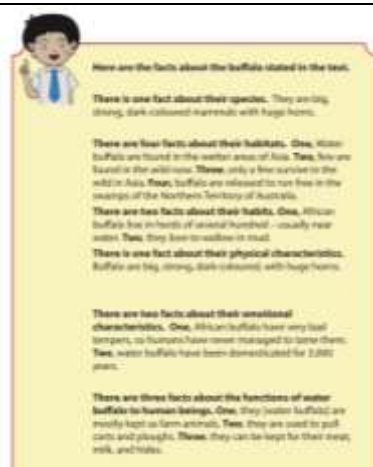 Here are the facts about the buffalo stated in the text.
There is one fact about their species. They are big,
strong, dark-coloured mammals with huge horns.
There are four facts about their habitats. One, Water
buffalo are found in the wetter areas of Asia. Two, few are
found in the wild now. Three, only a few survive in the
wild in Asia. Four, buffalo are released to run free in the
swamps of the Northern Territory of Australia.
There are two facts about their habits. One, African
buffalo live in herds of several hundred – usually near
water. Two, they love to wallow in mud.
There is one fact about their physical characteristics.
Buffalo are big, strong, dark-coloured, with huge horns.
There are two facts about their emotional
characteristics. One, African buffalo have very bad
tempers, so humans have never managed to tame them.
Two, water buffalo have been domesticated for 3,000
years.
There are three facts about the functions of water
buffalo to human beings. One, they (water buffalo) are
mostly kept as farm animals. Two, they are used to pull
carts and ploughs. Three, they can be kept for their meat,
milk, and hides.